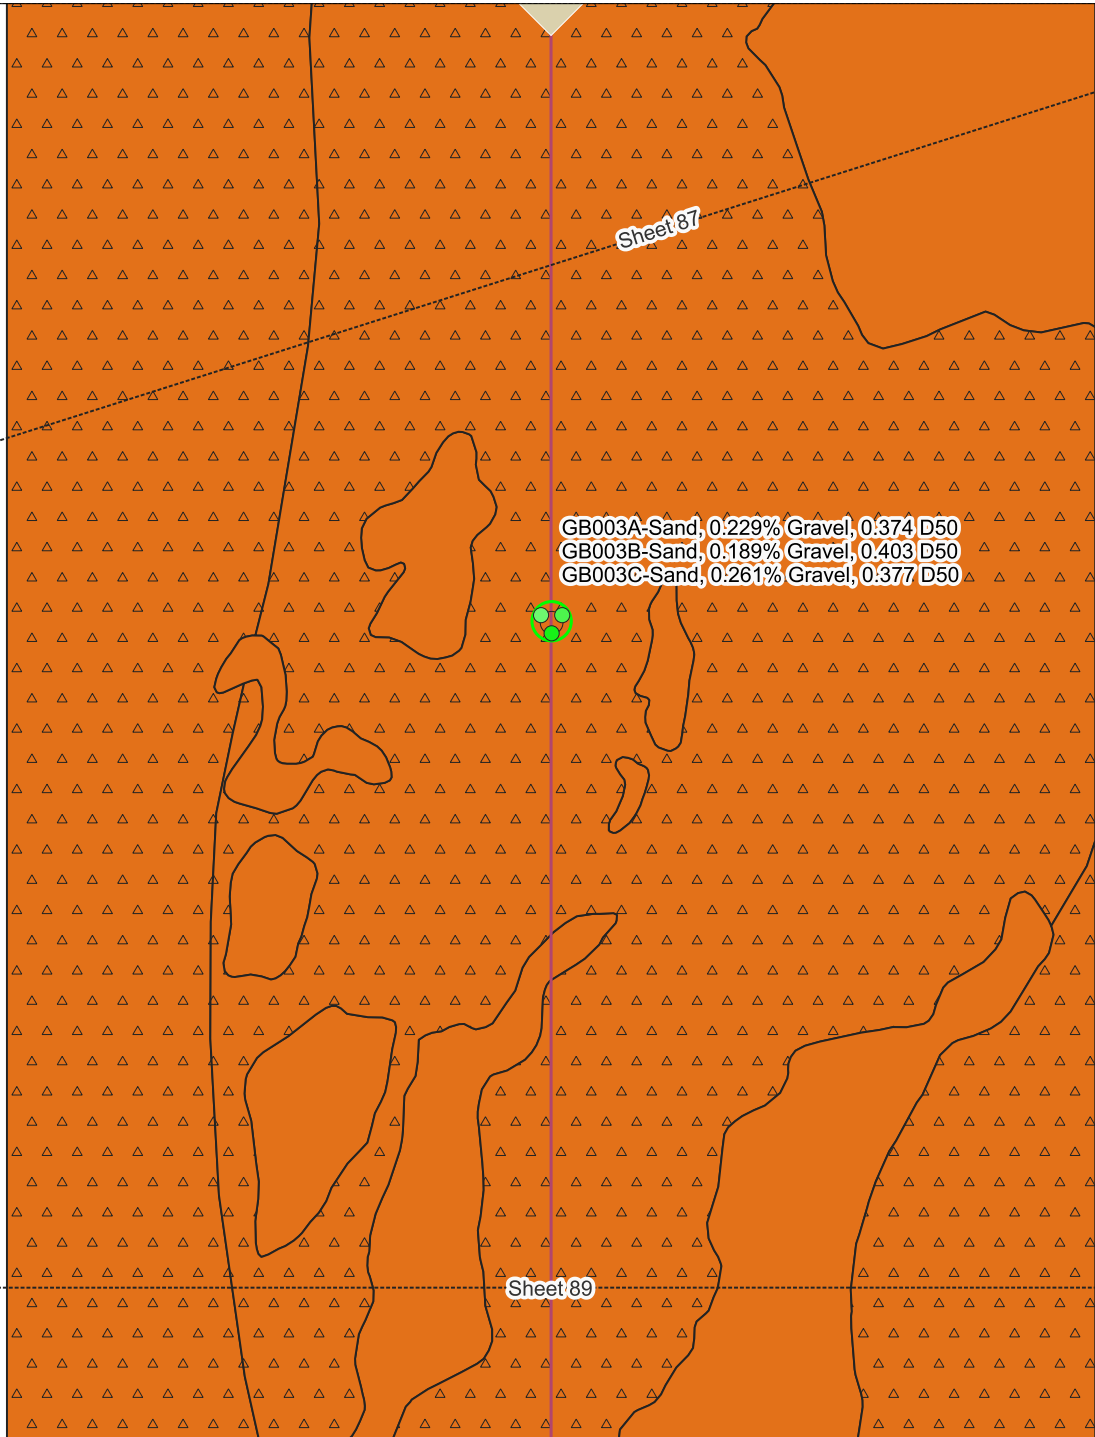 Sheet 87
GB003A-Sand, 0.229% Gravel, 0.374 D50
GB003B-Sand, 0.189% Gravel, 0.403 D50
GB003C-Sand, 0.261% Gravel, 0.377 D50
Sheet 89